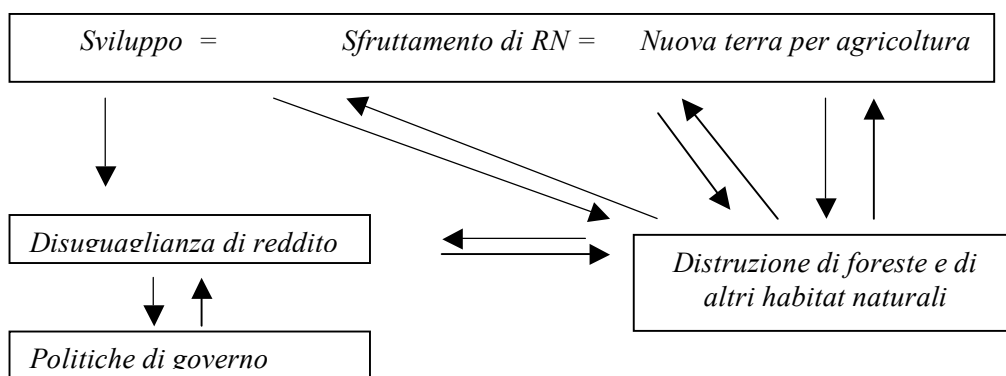 Sviluppo = Sfruttamento di RN = Nuova terra per agricoltura
Disuguaglianza di reddito
Distruzione di foreste e di
altri habitat naturali
Politiche di governo